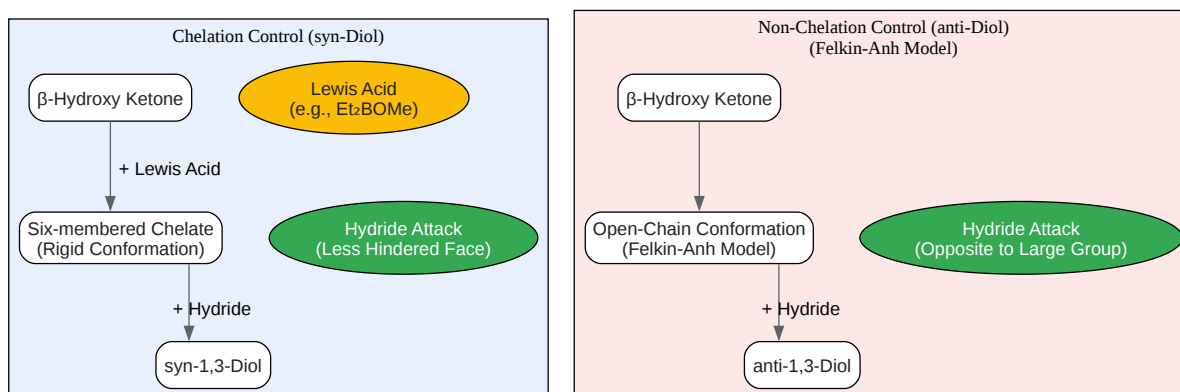 Chelation Control (syn-Diol)
β-Hydroxy Ketone
Lewis Acid
(e.g., Et₂BOMe)
+ Lewis Acid
Six-membered Chelate
(Rigid Conformation)
Hydride Attack
(Less Hindered Face)
+ Hydride
syn-1,3-Diol
Non-Chelation Control (anti-Diol)
(Felkin-Anh Model)
β-Hydroxy Ketone
Open-Chain Conformation
(Felkin-Anh Model)
Hydride Attack
(Opposite to Large Group)
+ Hydride
anti-1,3-Diol